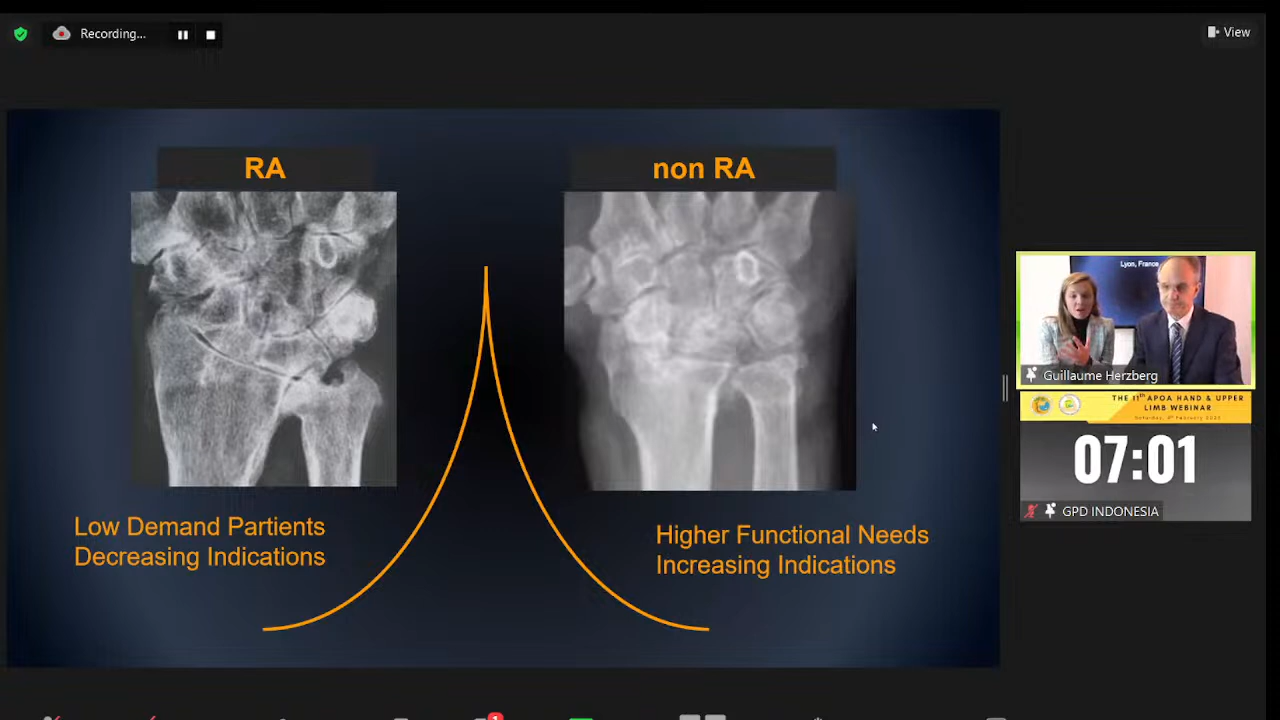 Recording...
View
RA
non RA
Low Demand Partients
Decreasing Indications
Higher Functional Needs
Increasing Indications
Lyon, France
Guillaume Herzberg
THE 11th APOA HAND & UPPER
LIMB WEBINAR
07:01
GPD INDONESIA
1